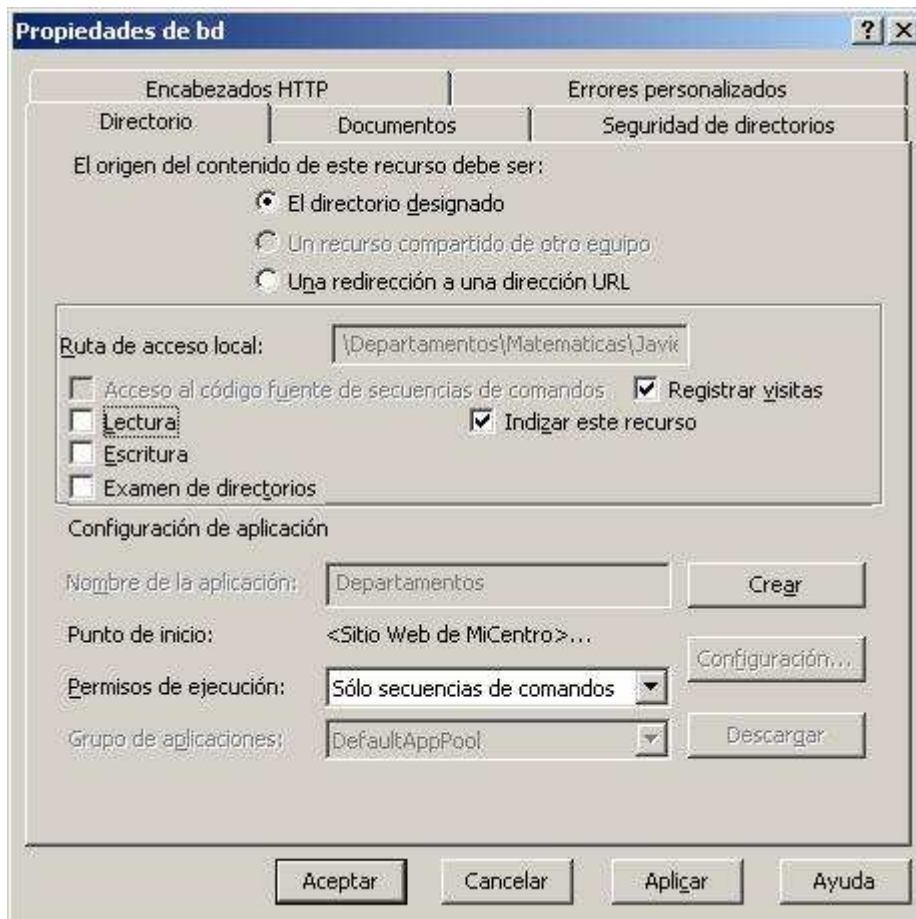 Propiedades de bd
Encabezados HTTP Errores personalizados
Directorio Documentos Seguridad de directorios
El origen del contenido de este recurso debe ser:
El directorio designado
Un recurso compartido de otro equipo
Una redirección a una dirección URL
Ruta de acceso local: \Departamentos\Matematicas\Javie
Acceso al código fuente de secuencias de comandos Registrar visitas
Lectura Indizar este recurso
Escritura
Examen de directorios
Configuración de aplicación
Nombre de la aplicación: Departamentos Crear
Punto de inicio: <Sitio Web de MiCentro>...
Configuración...
Permisos de ejecución: Sólo secuencias de comandos
Grupo de aplicaciones: DefaultAppPool Descargar
Aceptar Cancelar Aplicar Ayuda